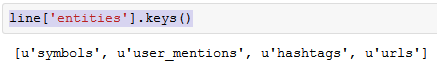 line['entities'].keys()
[u'symbols', u'user_mentions', u'hashtags', u'urls']